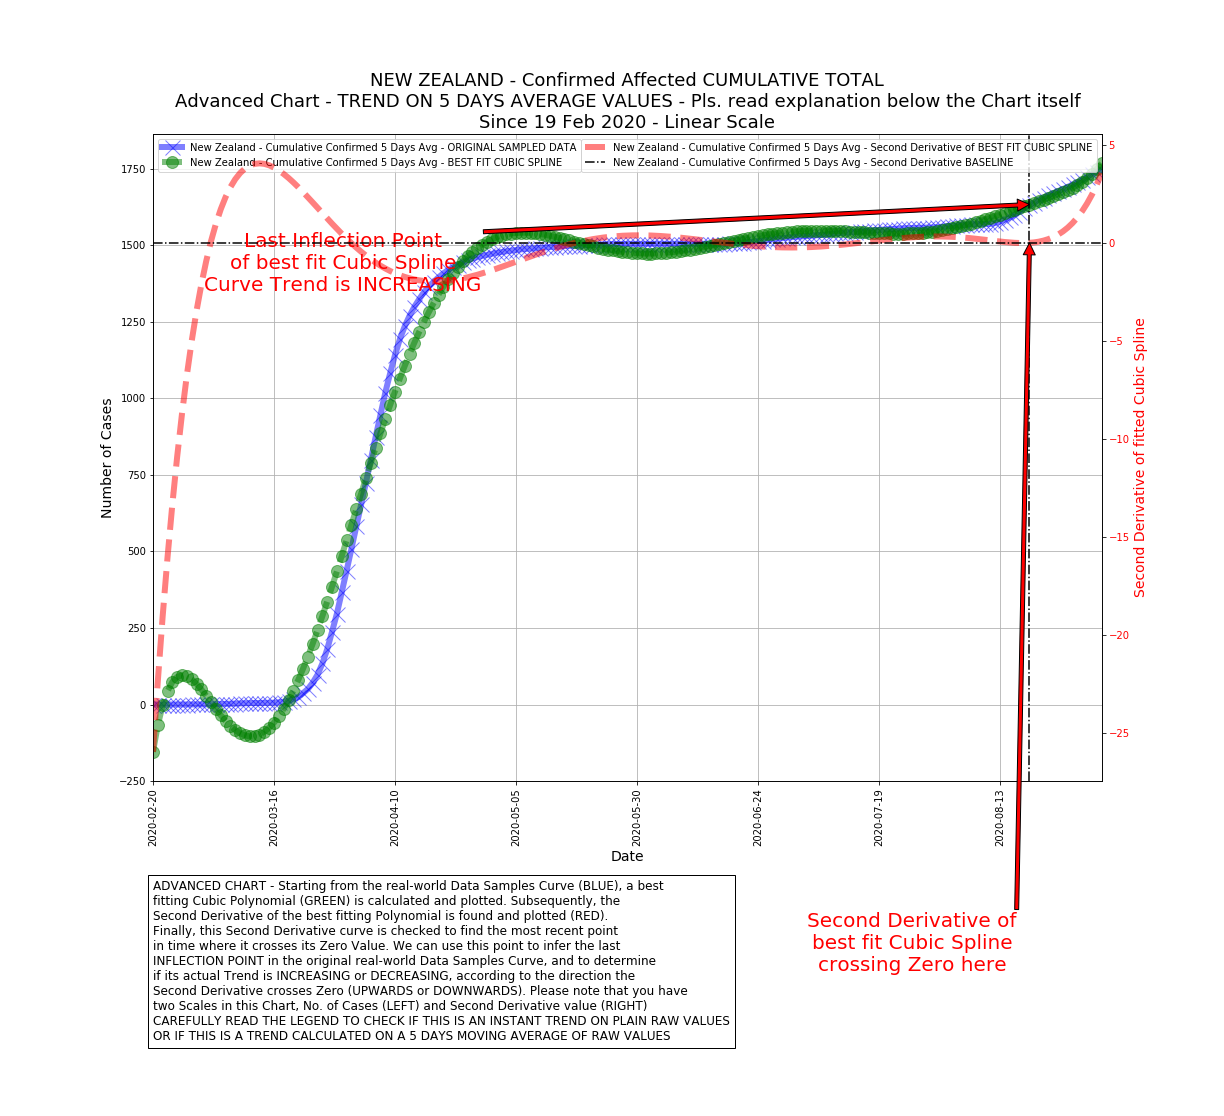 NEW ZEALAND - Confirmed Affected CUMULATIVE TOTAL
Advanced Chart - TREND ON 5 DAYS AVERAGE VALUES - Pls. read explanation below the Chart itself
Since 19 Feb 2020 - Linear Scale
New Zealand - Cumulative Confirmed 5 Days Avg - ORIGINAL SAMPLED DATA
New Zealand - Cumulative Confirmed 5 Days Avg - BEST FIT CUBIC SPLINE
New Zealand - Cumulative Confirmed 5 Days Avg - Second Derivative of BEST FIT CUBIC SPLINE
New Zealand - Cumulative Confirmed 5 Days Avg - Second Derivative BASELINE
Last Inflection Point
of best fit Cubic Spline
Curve Trend is INCREASING
Number of Cases
1750
1500
1250
1000
750
500
250
0
−250
5
0
−5
−10
−15
−20
−25
Second Derivative of fitted Cubic Spline
2020-02-20
2020-03-16
2020-04-10
2020-05-05
2020-05-30
2020-06-24
2020-07-19
2020-08-13
Date
Second Derivative of
best fit Cubic Spline
crossing Zero here
ADVANCED CHART - Starting from the real-world Data Samples Curve (BLUE), a best
fitting Cubic Polynomial (GREEN) is calculated and plotted. Subsequently, the
Second Derivative of the best fitting Polynomial is found and plotted (RED).
Finally, this Second Derivative curve is checked to find the most recent point
in time where it crosses its Zero Value. We can use this point to infer the last
INFLECTION POINT in the original real-world Data Samples Curve, and to determine
if its actual Trend is INCREASING or DECREASING, according to the direction the
Second Derivative crosses Zero (UPWARDS or DOWNWARDS). Please note that you have
two Scales in this Chart, No. of Cases (LEFT) and Second Derivative value (RIGHT)
CAREFULLY READ THE LEGEND TO CHECK IF THIS IS AN INSTANT TREND ON PLAIN RAW VALUES
OR IF THIS IS A TREND CALCULATED ON A 5 DAYS MOVING AVERAGE OF RAW VALUES